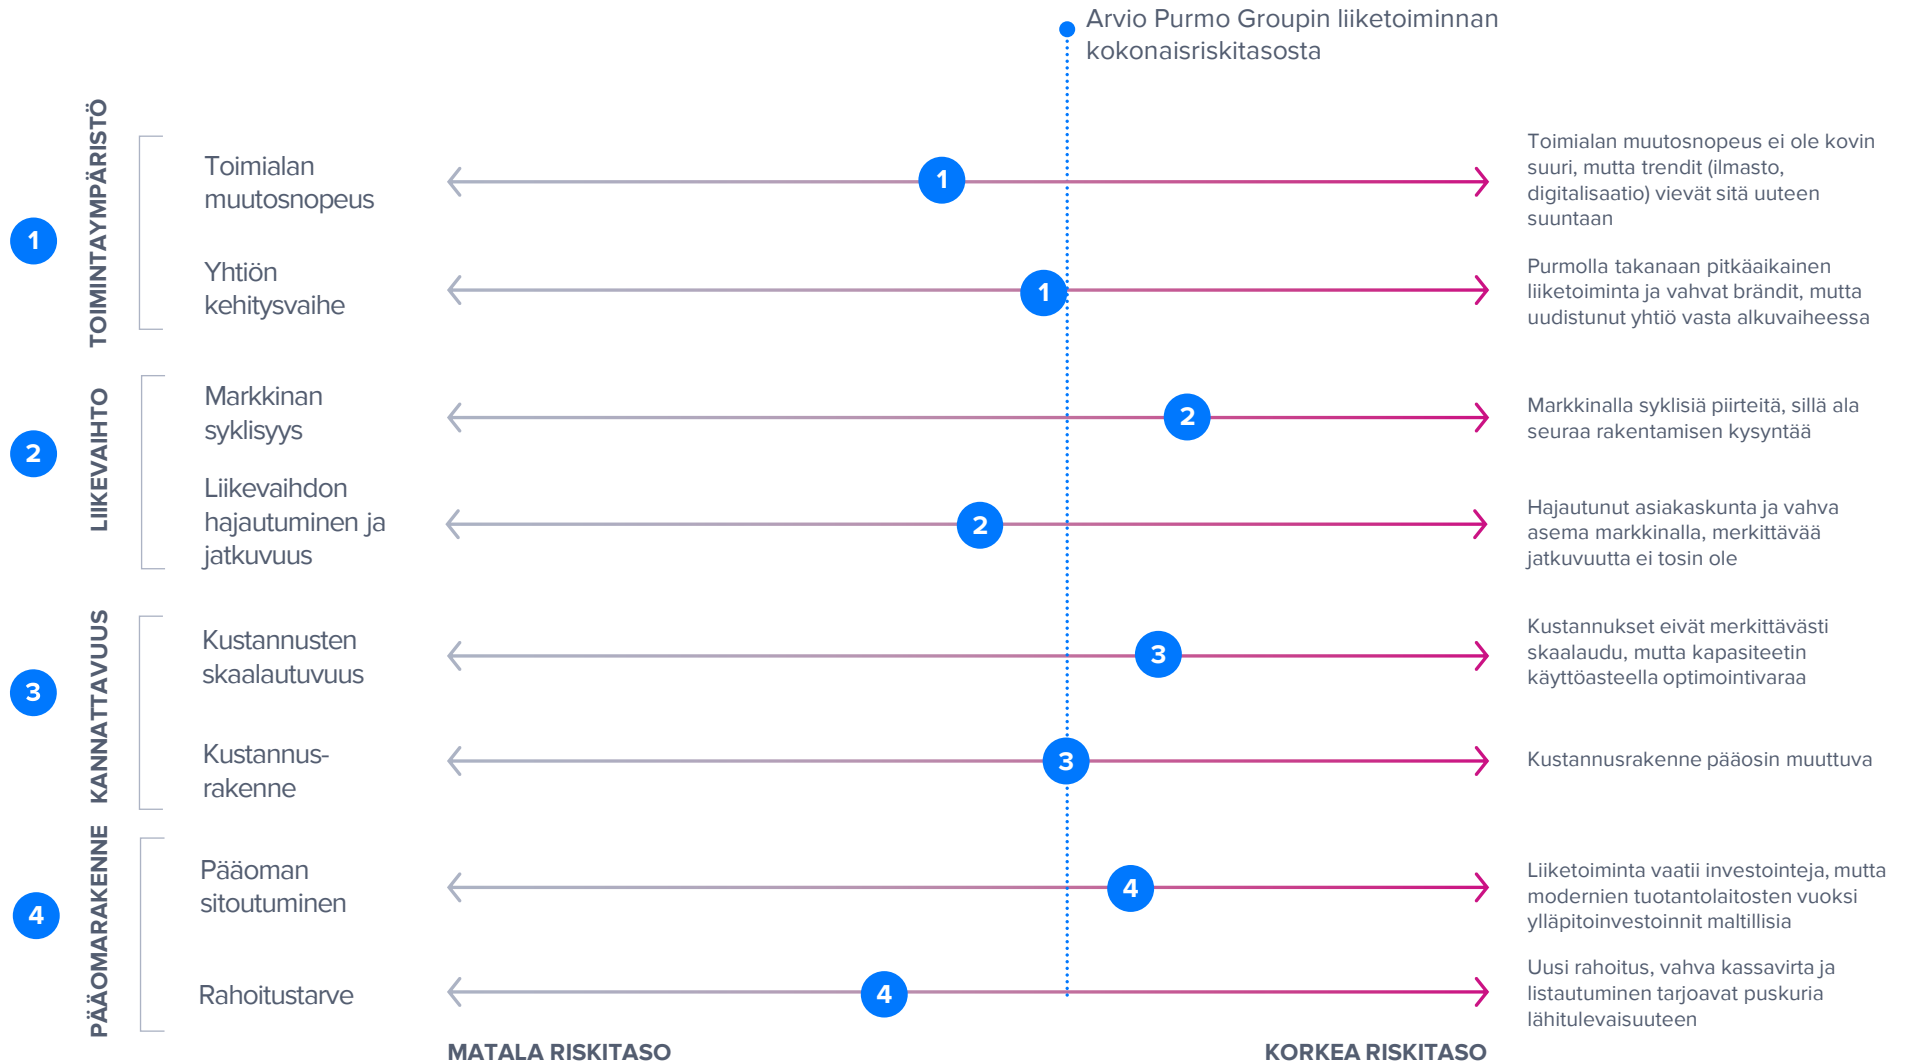 Arvio Purmo Groupin liiketoiminnan
kokonaisriskitasosta
1
TOIMINTAYMPÄRISTÖ
Toimialan
muutosnopeus
1
Toimialan muutosnopeus ei ole kovin
suuri, mutta trendit (ilmasto,
digitalisaatio) vievät sitä uuteen
suuntaan
Yhtiön
kehitysvaihe
1
Purmolla takanaan pitkäaikainen
liiketoiminta ja vahvat brändit, mutta
uudistunut yhtiö vasta alkuvaiheessa
2
LIIKEVAIHTO
Markkinan
syklisyys
2
Markkinalla syklisiä piirteitä, sillä ala
seuraa rakentamisen kysyntää
Liikevaihdon
hajautuminen ja
jatkuvuus
2
Hajautunut asiakaskunta ja vahva
asema markkinalla, merkittävää
jatkuvuutta ei tosin ole
3
KANNATTAVUUS
Kustannusten
skaalautuvuus
3
Kustannukset eivät merkittävästi
skaalaudu, mutta kapasiteetin
käyttöasteella optimointivaraa
Kustannus-
rakenne
3
Kustannusrakenne pääosin muuttuva
4
PÄÄOMARAKENNE
Pääoman
sitoutuminen
4
Liiketoiminta vaatii investointeja, mutta
modernien tuotantolaitosten vuoksi
ylläpitoinvestoinnit maltillisia
Rahoitustarve
4
Uusi rahoitus, vahva kassavirta ja
listautuminen tarjoavat puskuria
lähitulevaisuuteen
MATALA RISKITASO
KORKEA RISKITASO